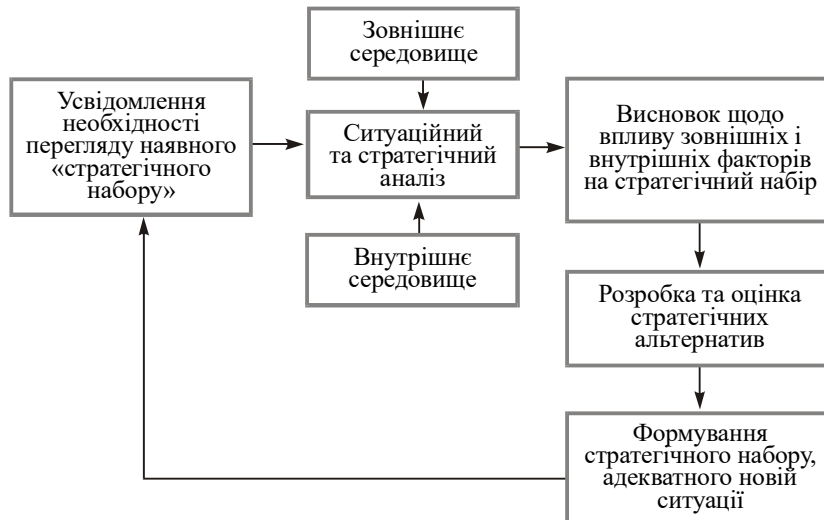 Зовнішнє
середовище
Усвідомлення
необхідності
перегляду наявного
«стратегічного
набору»
Ситуаційний
та стратегічний
аналіз
Висновок щодо
впливу зовнішніх і
внутрішніх факторів
на стратегічний набір
Внутрішнє
середовище
Розробка та оцінка
стратегічних
альтернатив
Формування
стратегічного набору,
адекватного новій
ситуації